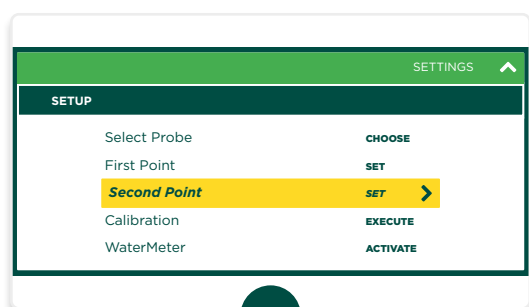 SETTINGS
SETUP
Select Probe CHOOSE
First Point SET
Second Point SET
Calibration EXECUTE
WaterMeter ACTIVATE